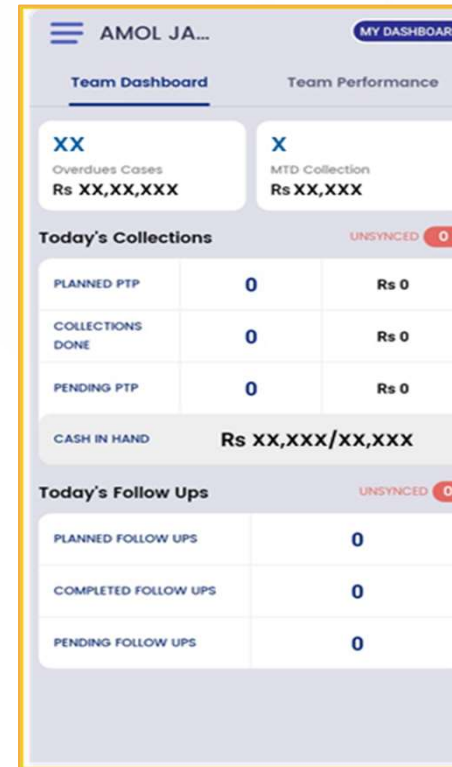 AMOL JA... MY DASHBOAR
Team Dashboard Team Performance
XX X
Overdues Cases MTD Collection
Rs XX,XX,XXX Rs XX,XXX
Today's Collections UNSYNCED 0
PLANNED PTP 0 Rs 0
COLLECTIONS
DONE 0 Rs 0
PENDING PTP 0 Rs 0
CASH IN HAND Rs XX,XXX/XX,XXX
Today's Follow Ups UNSYNCED 0
PLANNED FOLLOW UPS 0
COMPLETED FOLLOW UPS 0
PENDING FOLLOW UPS 0